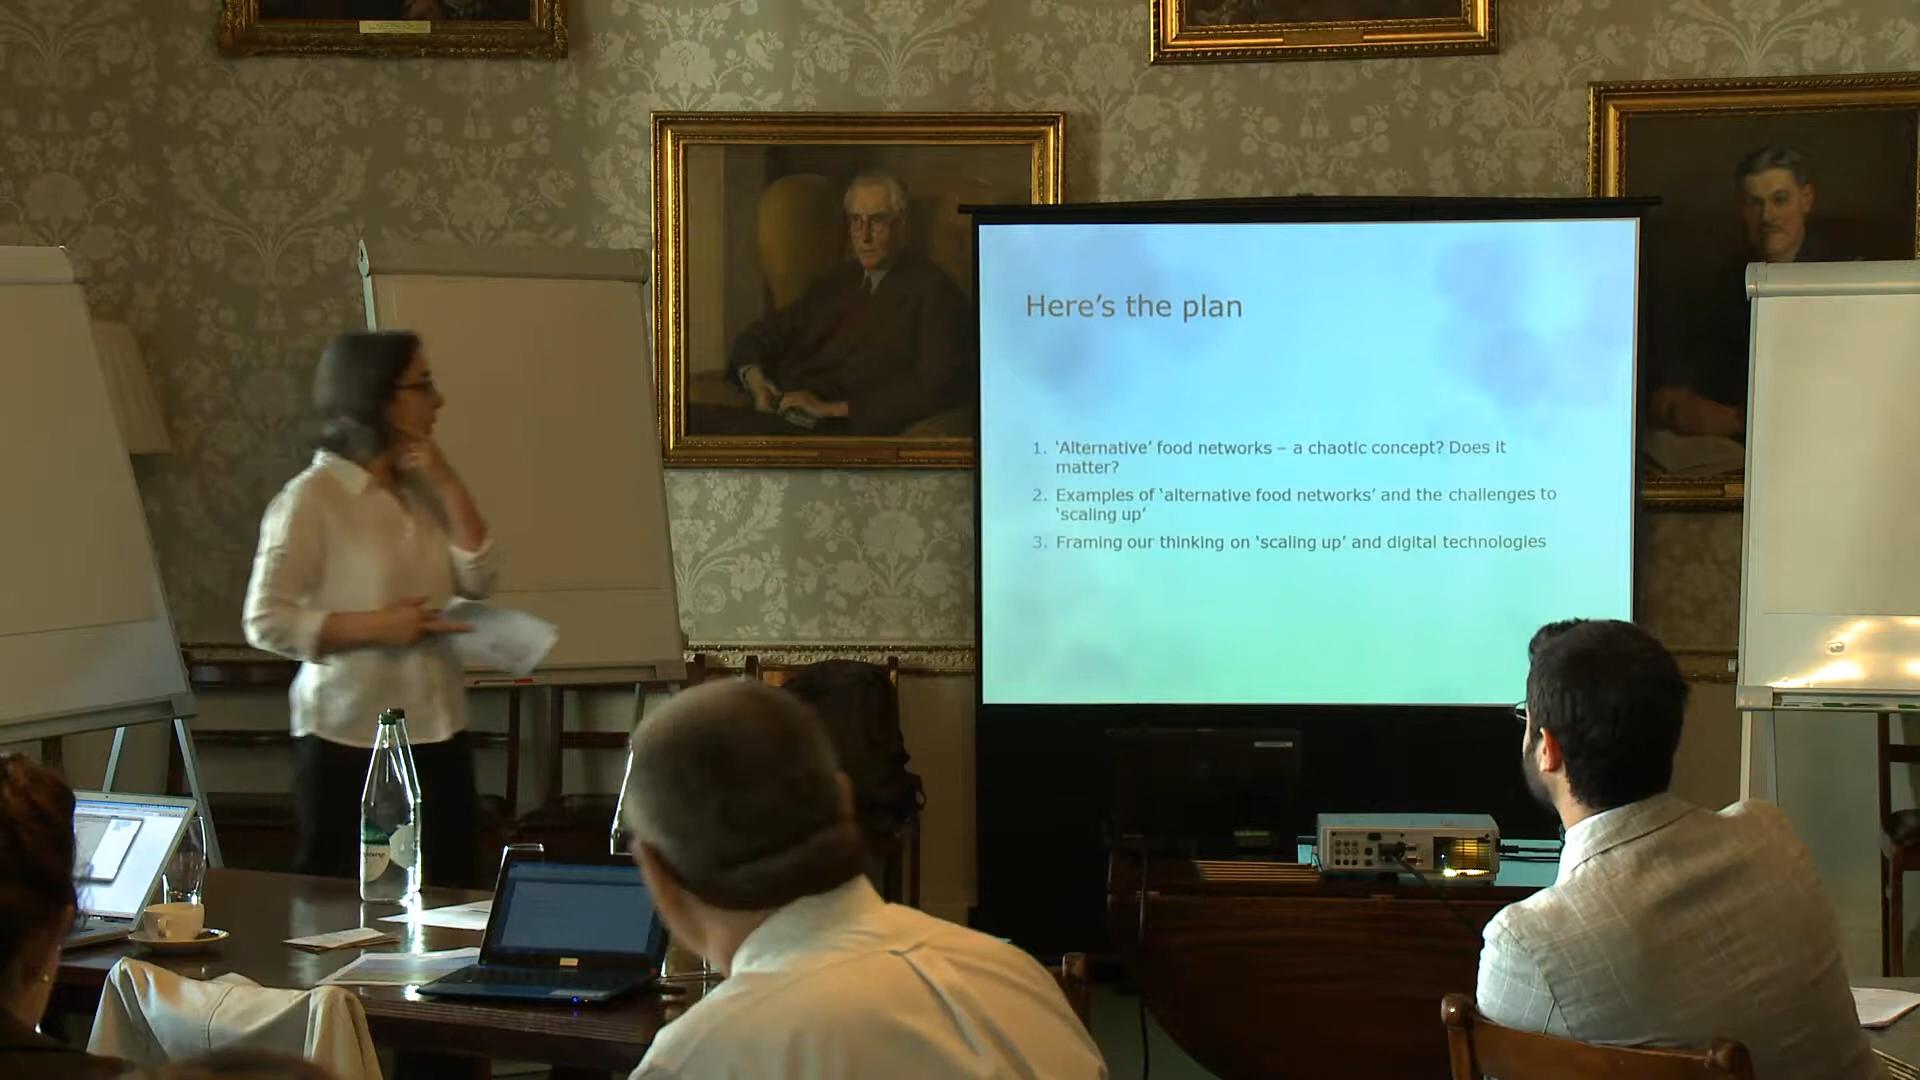 Here’s the plan
1. ‘Alternative’ food networks – a chaotic concept? Does it
matter?
2. Examples of ‘alternative food networks’ and the challenges to
‘scaling up’
3. Framing our thinking on ‘scaling up’ and digital technologies